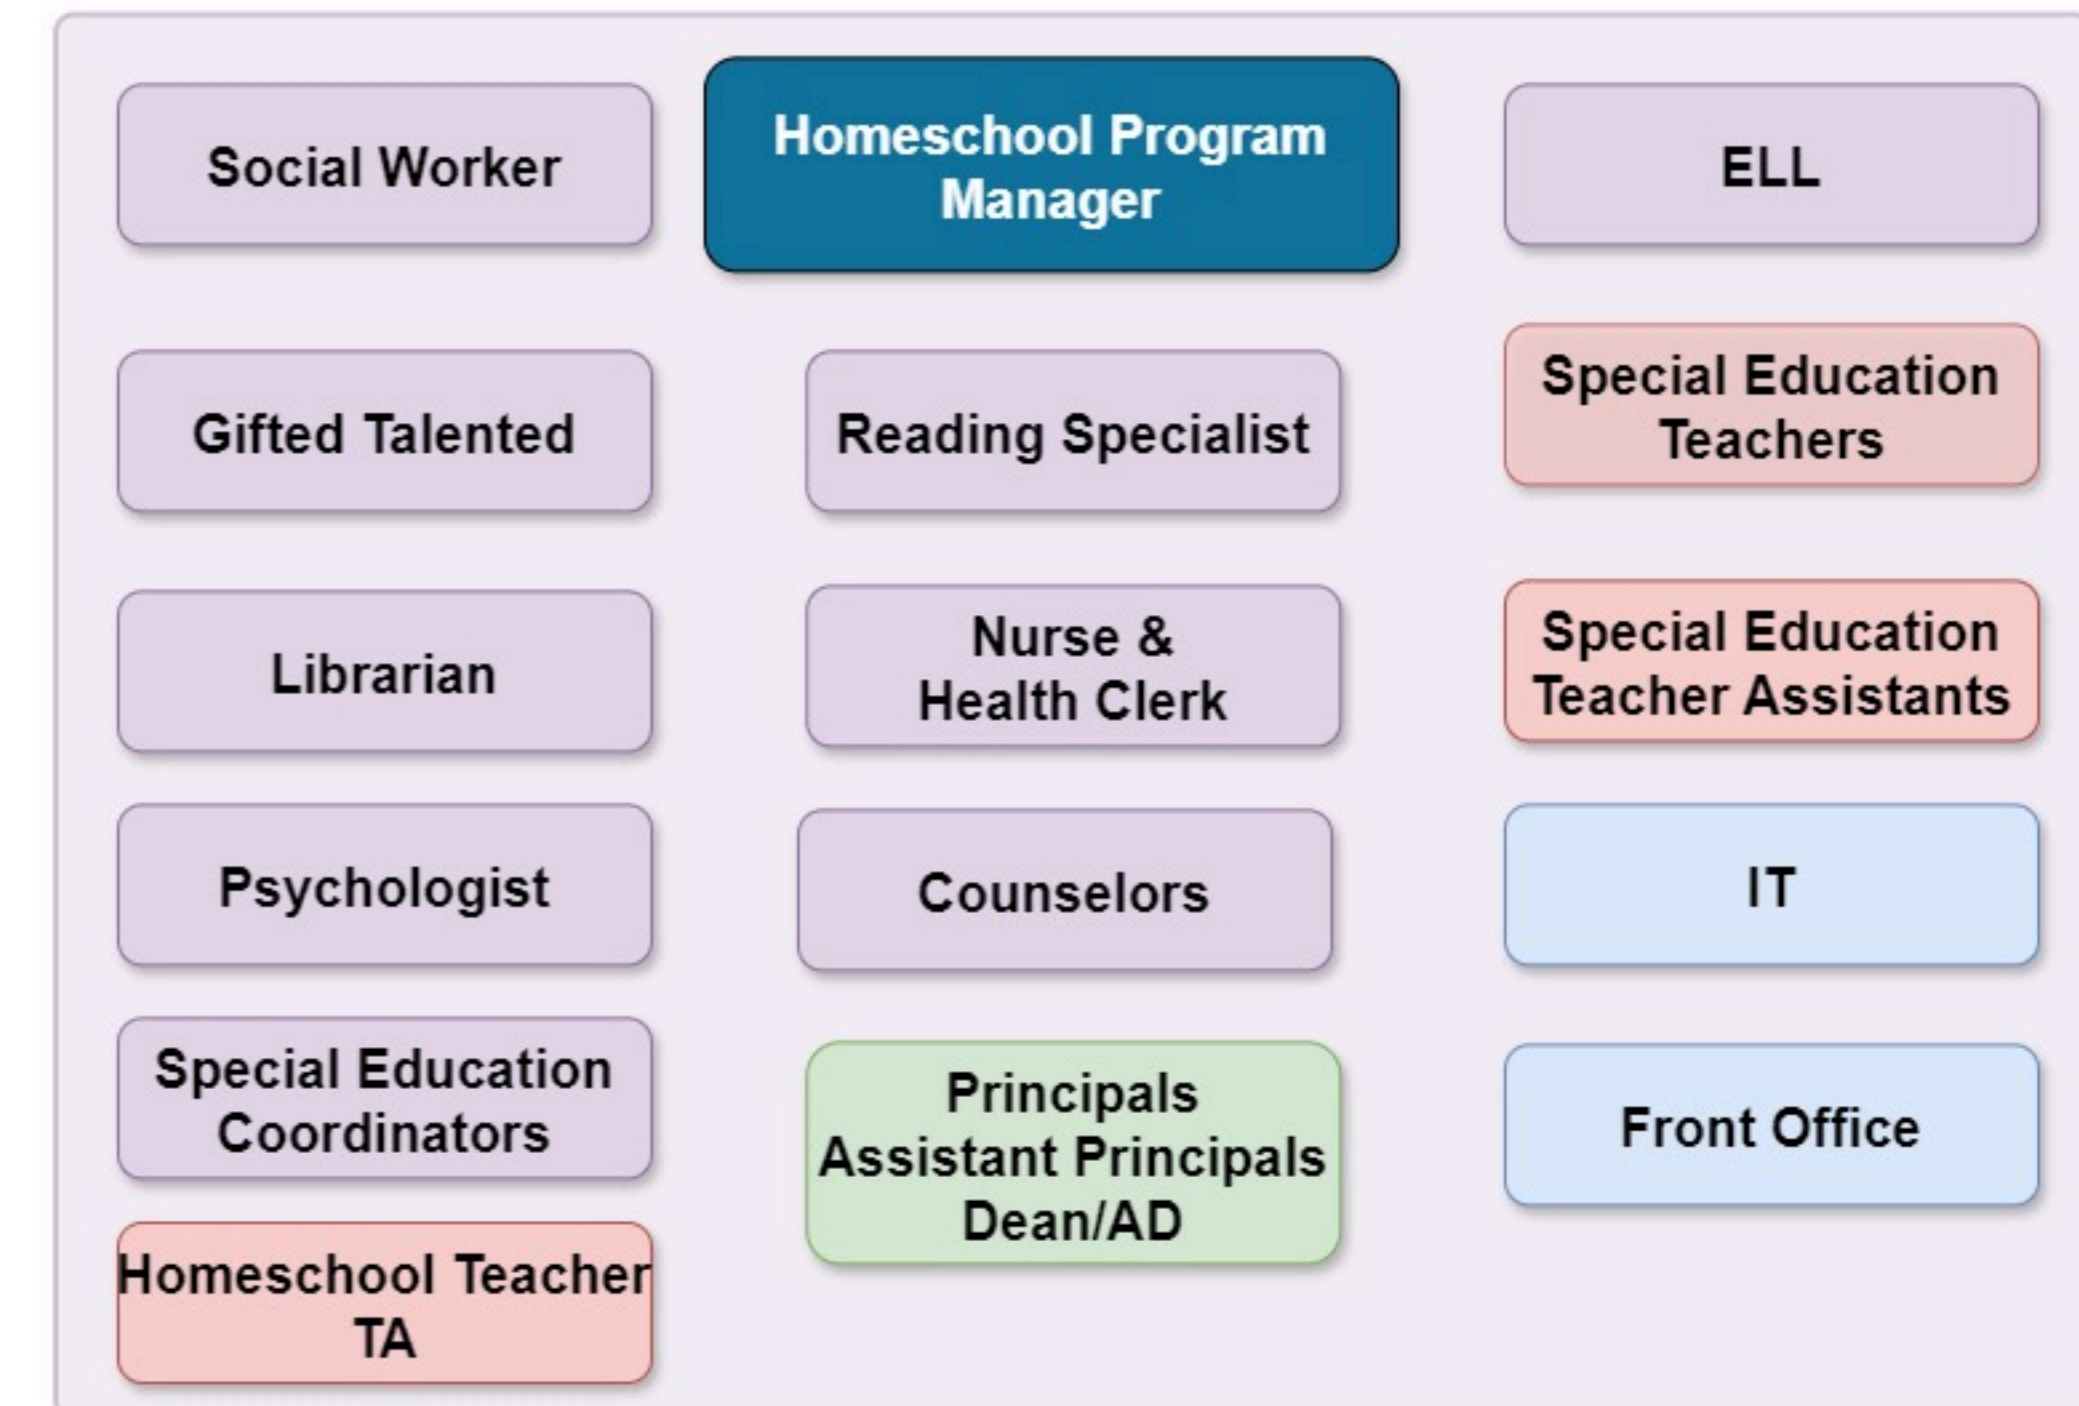 Social Worker
Homeschool Program
Manager
ELL
Gifted Talented
Reading Specialist
Special Education
Teachers
Librarian
Nurse &
Health Clerk
Special Education
Teacher Assistants
Psychologist
Counselors
IT
Special Education
Coordinators
Principals
Assistant Principals
Dean/AD
Front Office
Homeschool Teacher
TA